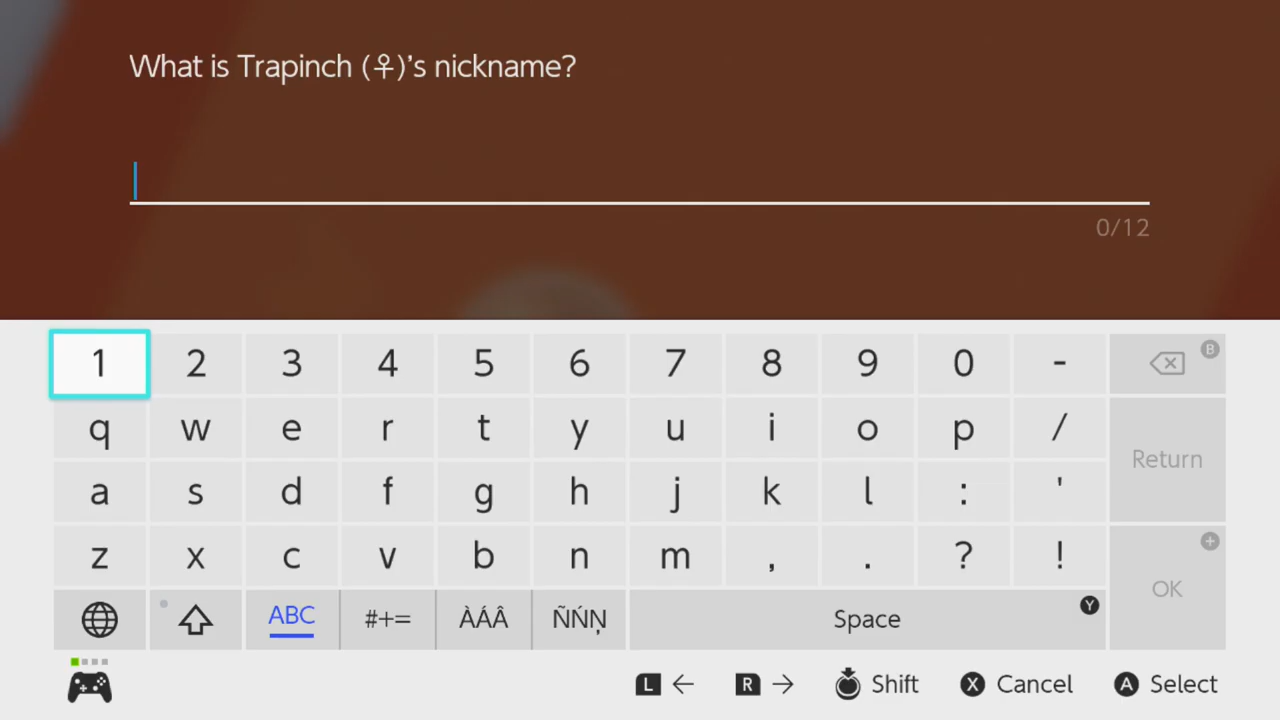 What is Trapinch (♀)'s nickname?
0/12
1 2 3 4 5 6 7 8 9 0 -
B
q w e r t y u i o p /
Return
a s d f g h j k l : '
z x c v b n m , . ? !
+
OK
ABC #+= ÀÁÂ ÑŃŅ Space Y
L ← R → Shift X Cancel A Select